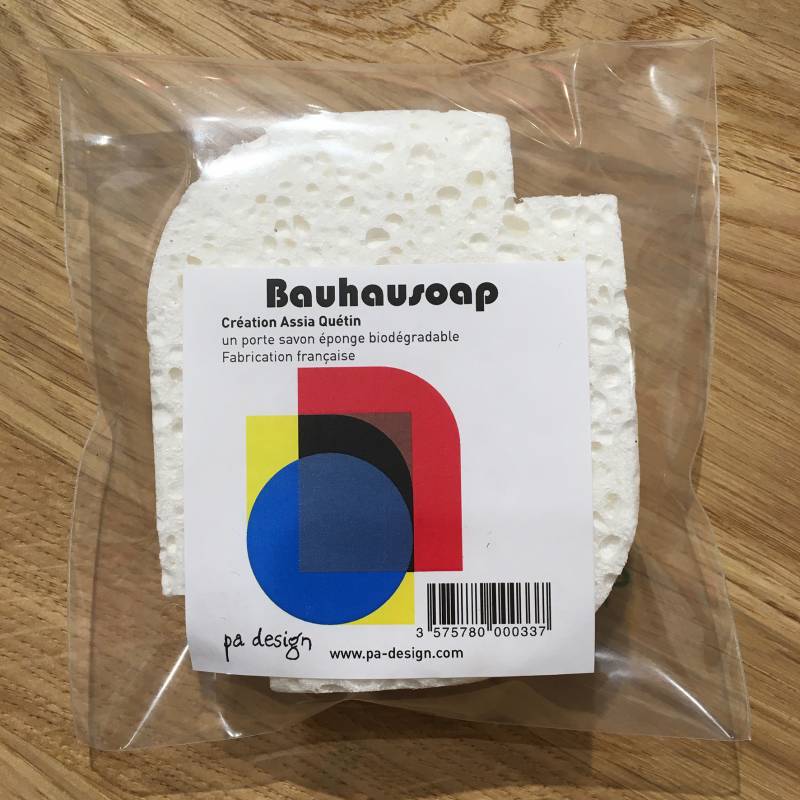 Bauhausoap
Création Assia Quétin
un porte savon éponge biodégradable
Fabrication française
3 575780 000337
pa design
www.pa-design.com